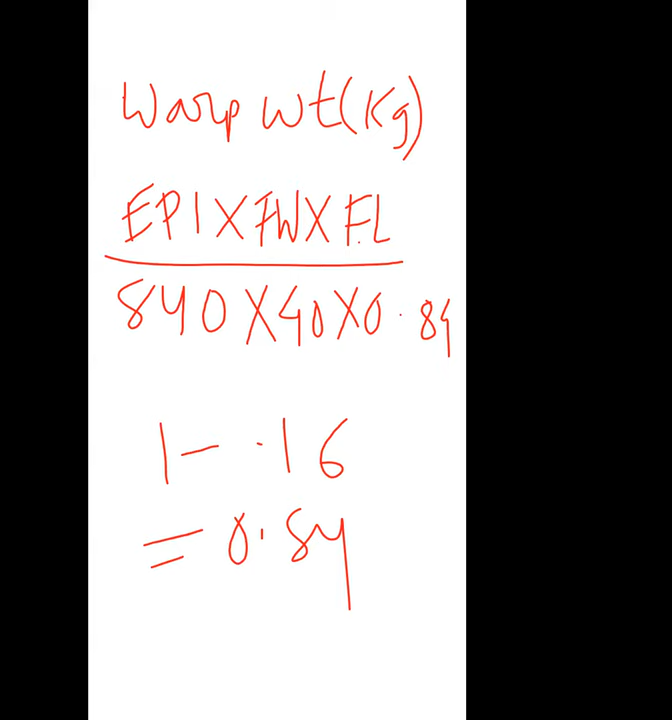 Warp wt(Kg)
EPI X FW X F.L
840 X 40 X 0.84
1 - .16
= 0.84